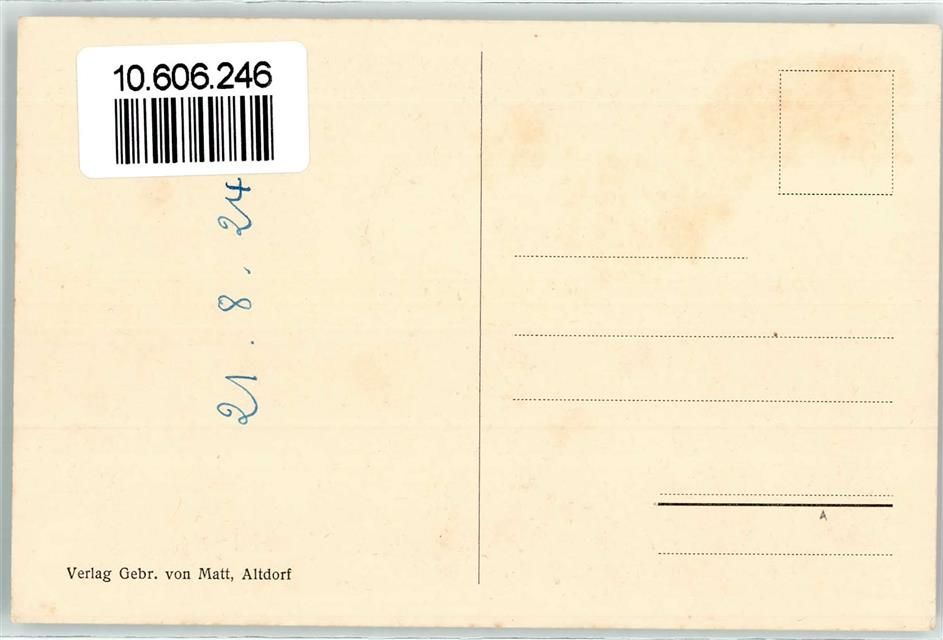 10.606.246
21. 8. 24
Verlag Gebr. von Matt, Altdorf
A